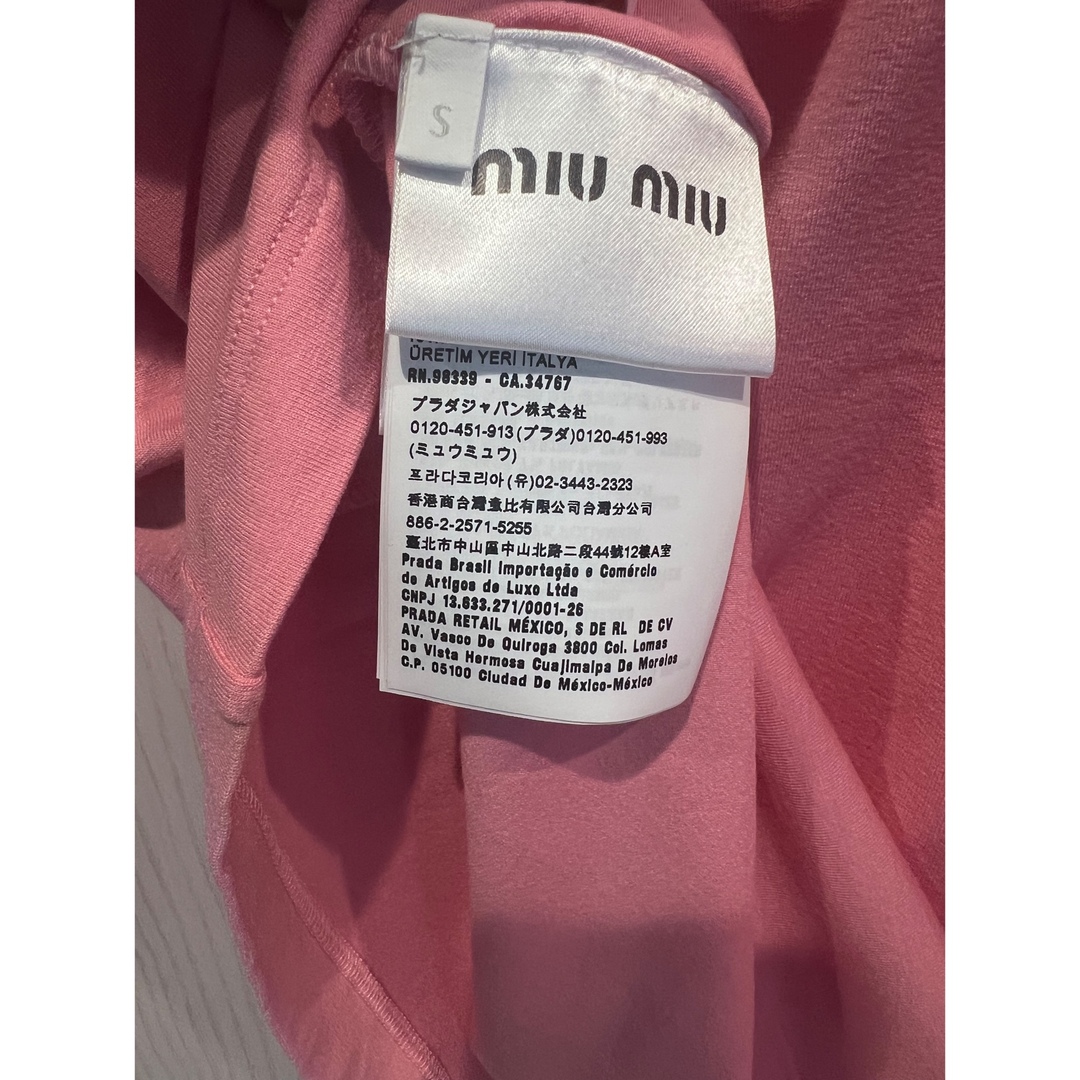 S
MIU MIU
ÜRETİM YERİ İTALYA
RN.98339 - CA.34767
プラダジャパン株式会社
0120-451-913(プラダ)0120-451-993
(ミュウミュウ)
프라다코리아(유)02-3443-2323
香港商台灣童比有限公司台灣分公司
886-2-2571-5255
臺北市中山區中山北路二段44號12樓A室
Prada Brasil Importação e Comércio
de Artigos de Luxo Ltda
CNPJ 13.633.271/0001-26
PRADA RETAIL MÉXICO, S DE RL DE CV
AV. Vasco De Quiroga 3800 Col. Lomas
De Vista Hermosa Cuajimalpa De Morelos
C.P. 05100 Ciudad De México-México